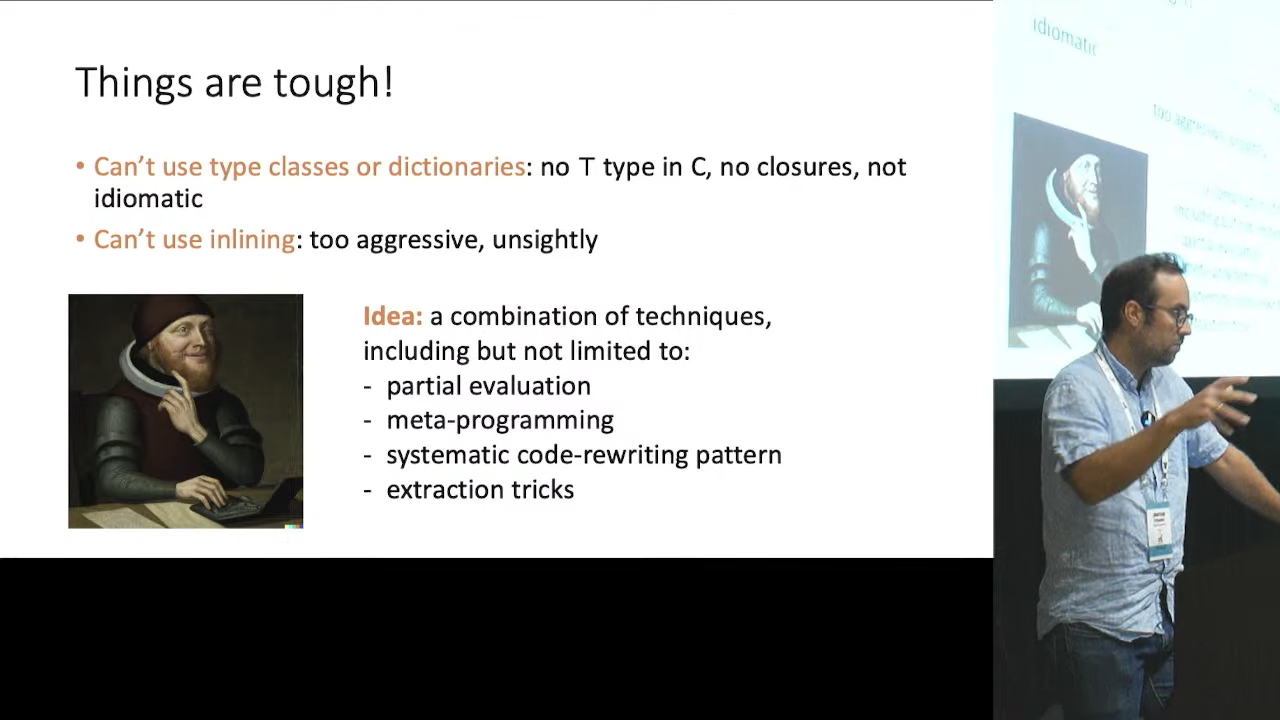 Things are tough!
• Can't use type classes or dictionaries: no T type in C, no closures, not
idiomatic
• Can't use inlining: too aggressive, unsightly
Idea: a combination of techniques,
including but not limited to:
- partial evaluation
- meta-programming
- systematic code-rewriting pattern
- extraction tricks
idiomatic
too aggressive